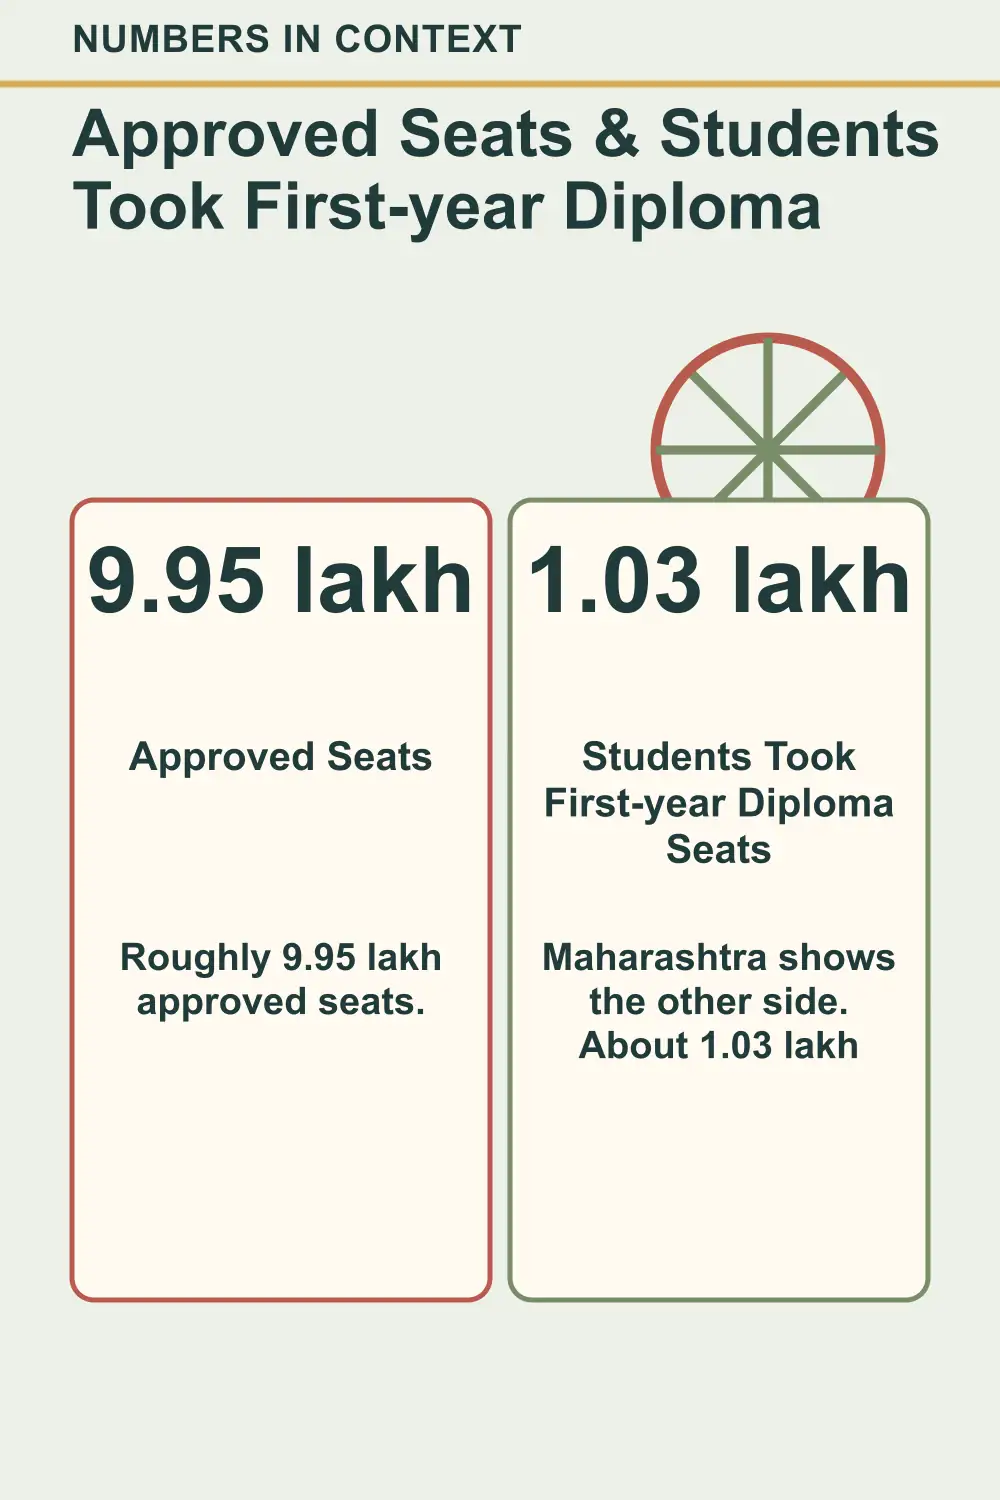 NUMBERS IN CONTEXT
Approved Seats & Students
Took First-year Diploma
9.95 lakh
Approved Seats
Roughly 9.95 lakh
approved seats.
1.03 lakh
Students Took
First-year Diploma
Seats
Maharashtra shows
the other side.
About 1.03 lakh